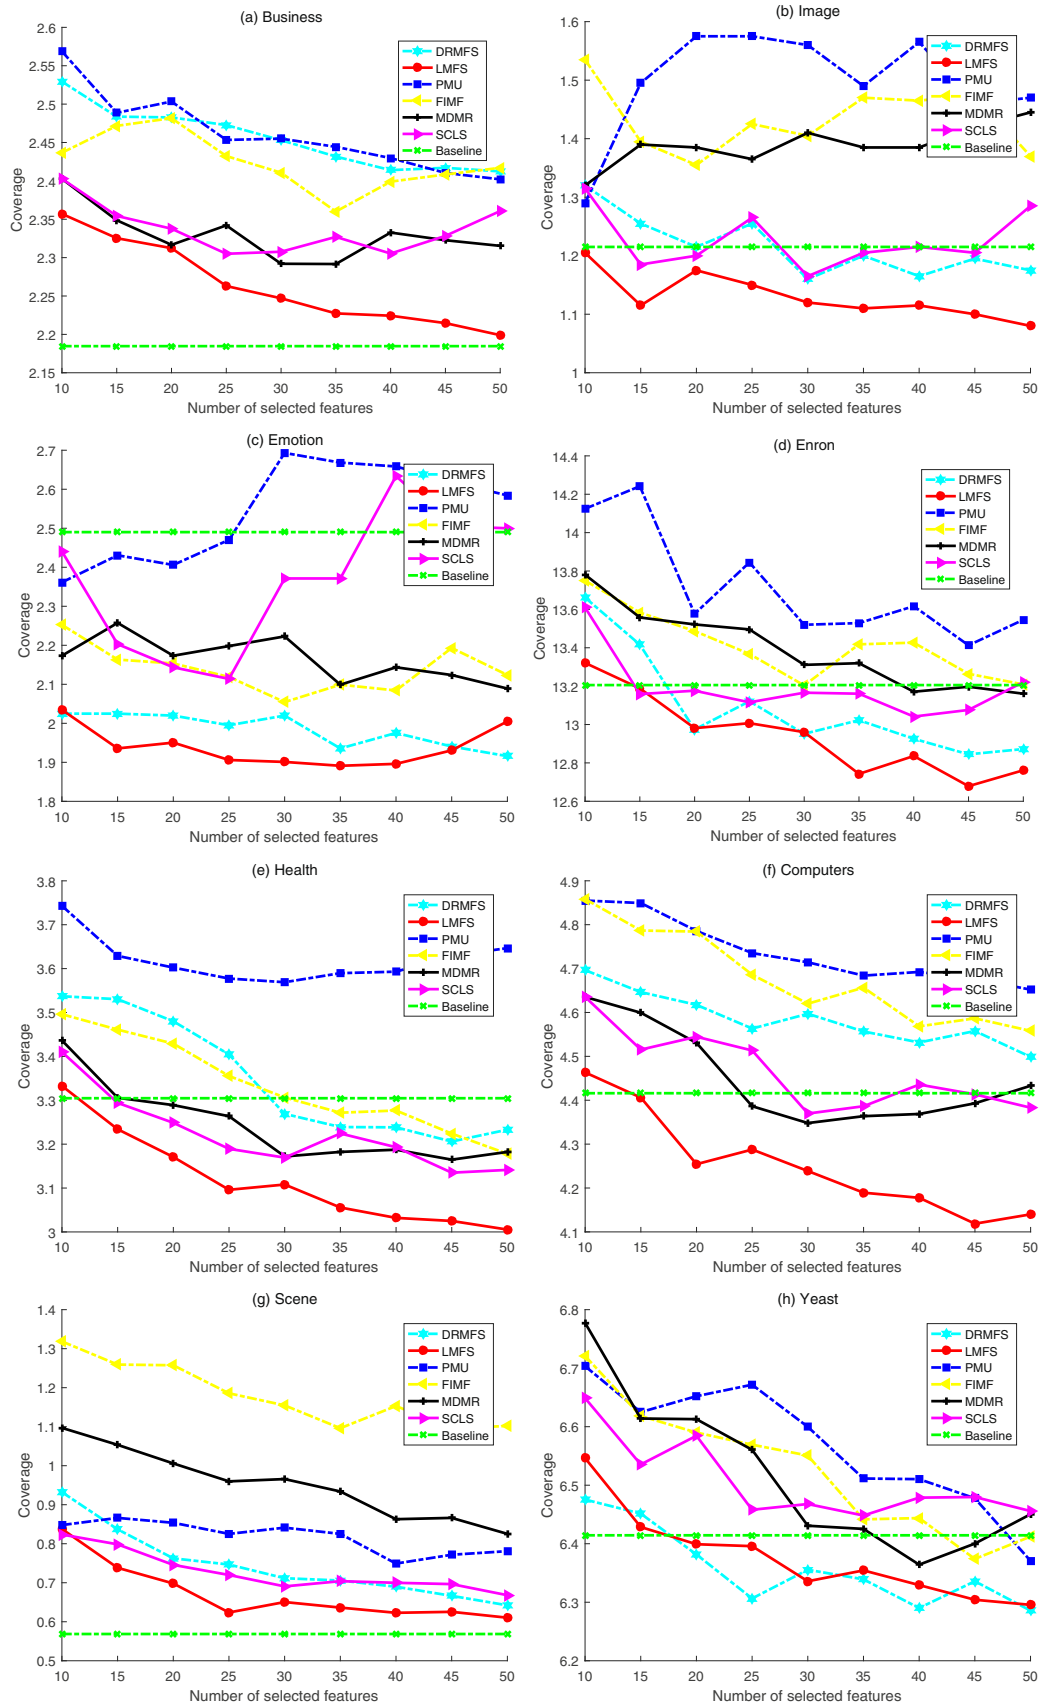 (a) Business
2.6
2.55
2.5
2.45
2.4
2.35
2.3
2.25
2.2
2.15
Coverage
10 15 20 25 30 35 40 45 50
Number of selected features
DRMFS
LMFS
PMU
FIMF
MDMR
SCLS
Baseline
(b) Image
1.6
1.5
1.4
1.3
1.2
1.1
1
Coverage
10 15 20 25 30 35 40 45 50
Number of selected features
DRMFS
LMFS
PMU
FIMF
MDMR
SCLS
Baseline
(c) Emotion
2.7
2.6
2.5
2.4
2.3
2.2
2.1
2
1.9
1.8
Coverage
10 15 20 25 30 35 40 45 50
Number of selected features
DRMFS
LMFS
PMU
FIMF
MDMR
SCLS
Baseline
(d) Enron
14.4
14.2
14
13.8
13.6
13.4
13.2
13
12.8
12.6
Coverage
10 15 20 25 30 35 40 45 50
Number of selected features
DRMFS
LMFS
PMU
FIMF
MDMR
SCLS
Baseline
(e) Health
3.8
3.7
3.6
3.5
3.4
3.3
3.2
3.1
3
Coverage
10 15 20 25 30 35 40 45 50
Number of selected features
DRMFS
LMFS
PMU
FIMF
MDMR
SCLS
Baseline
(f) Computers
4.9
4.8
4.7
4.6
4.5
4.4
4.3
4.2
4.1
Coverage
10 15 20 25 30 35 40 45 50
Number of selected features
DRMFS
LMFS
PMU
FIMF
MDMR
SCLS
Baseline
(g) Scene
1.4
1.3
1.2
1.1
1
0.9
0.8
0.7
0.6
0.5
Coverage
10 15 20 25 30 35 40 45 50
Number of selected features
DRMFS
LMFS
PMU
FIMF
MDMR
SCLS
Baseline
(h) Yeast
6.8
6.7
6.6
6.5
6.4
6.3
6.2
Coverage
10 15 20 25 30 35 40 45 50
Number of selected features
DRMFS
LMFS
PMU
FIMF
MDMR
SCLS
Baseline